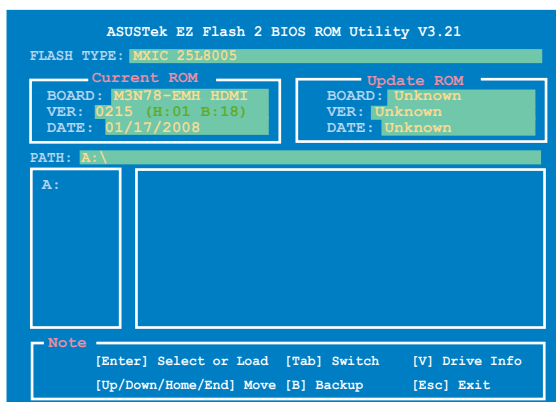 ASUSTek EZ Flash 2 BIOS ROM Utility V3.21
FLASH TYPE: MXIC 25L8005
Current ROM
BOARD: M3N78-EMH HDMI
VER: 0215 (H:01 B:18)
DATE: 01/17/2008
Update ROM
BOARD: Unknown
VER: Unknown
DATE: Unknown
PATH: A:\
A:
Note
[Enter] Select or Load [Tab] Switch [V] Drive Info
[Up/Down/Home/End] Move [B] Backup [Esc] Exit